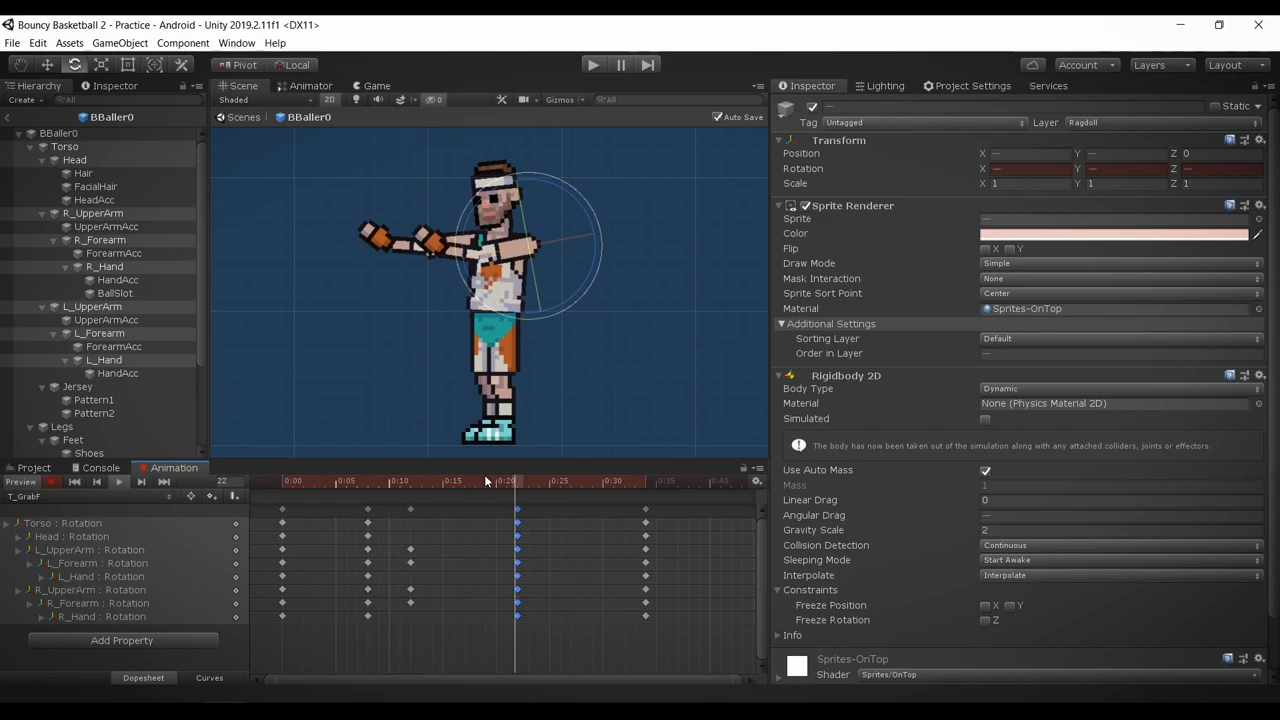 Bouncy Basketball 2 - Practice - Android - Unity 2019.2.11f1 <DX11>
File Edit Assets GameObject Component Window Help
Pivot Local Account Layers Layout
Hierarchy Inspector Scene Animator Game Inspector Lighting Project Settings Services
Create All Shaded 2D 0 Gizmos All Static
BBaller0 Scenes BBaller0 Auto Save Tag Untagged Layer Ragdoll
BBaller0
Torso
Head
Hair
FacialHair
HeadAcc
R_UpperArm
UpperArmAcc
R_Forearm
ForearmAcc
R_Hand
HandAcc
BallSlot
L_UpperArm
UpperArmAcc
L_Forearm
ForearmAcc
L_Hand
HandAcc
Jersey
Pattern1
Pattern2
Legs
Feet
Shoes
Transform
Position X — Y — Z 0
Rotation X — Y — Z —
Scale X 1 Y 1 Z 1
Sprite Renderer
Sprite —
Color
Flip X Y
Draw Mode Simple
Mask Interaction None
Sprite Sort Point Center
Material Sprites-OnTop
Additional Settings
Sorting Layer Default
Order in Layer —
Rigidbody 2D
Body Type Dynamic
Material None (Physics Material 2D)
Simulated
The body has now been taken out of the simulation along with any attached colliders, joints or effectors.
Use Auto Mass
Mass 1
Linear Drag 0
Angular Drag —
Gravity Scale 2
Collision Detection Continuous
Sleeping Mode Start Awake
Interpolate Interpolate
Constraints
Freeze Position X Y
Freeze Rotation Z
Info
Sprites-OnTop
Shader Sprites/OnTop
Project Console Animation
Preview 22 0:00 0:05 0:10 0:15 0:20 0:25 0:30 0:35 0:40
T_GrabF
Torso : Rotation
Head : Rotation
L_UpperArm : Rotation
L_Forearm : Rotation
L_Hand : Rotation
R_UpperArm : Rotation
R_Forearm : Rotation
R_Hand : Rotation
Add Property
Dopesheet Curves